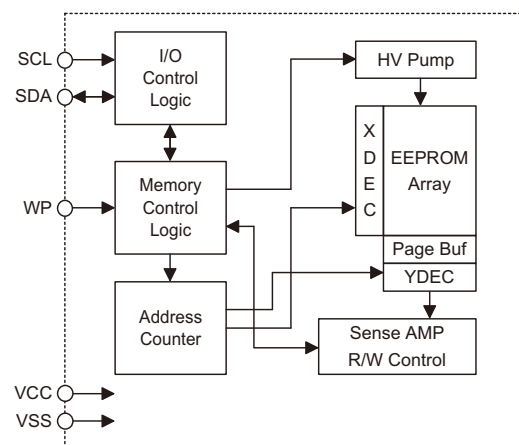 SCL
SDA
WP
VCC
VSS
I/O
Control
Logic
Memory
Control
Logic
Address
Counter
HV Pump
X
D
E
C
EEPROM
Array
Page Buf
YDEC
Sense AMP
R/W Control